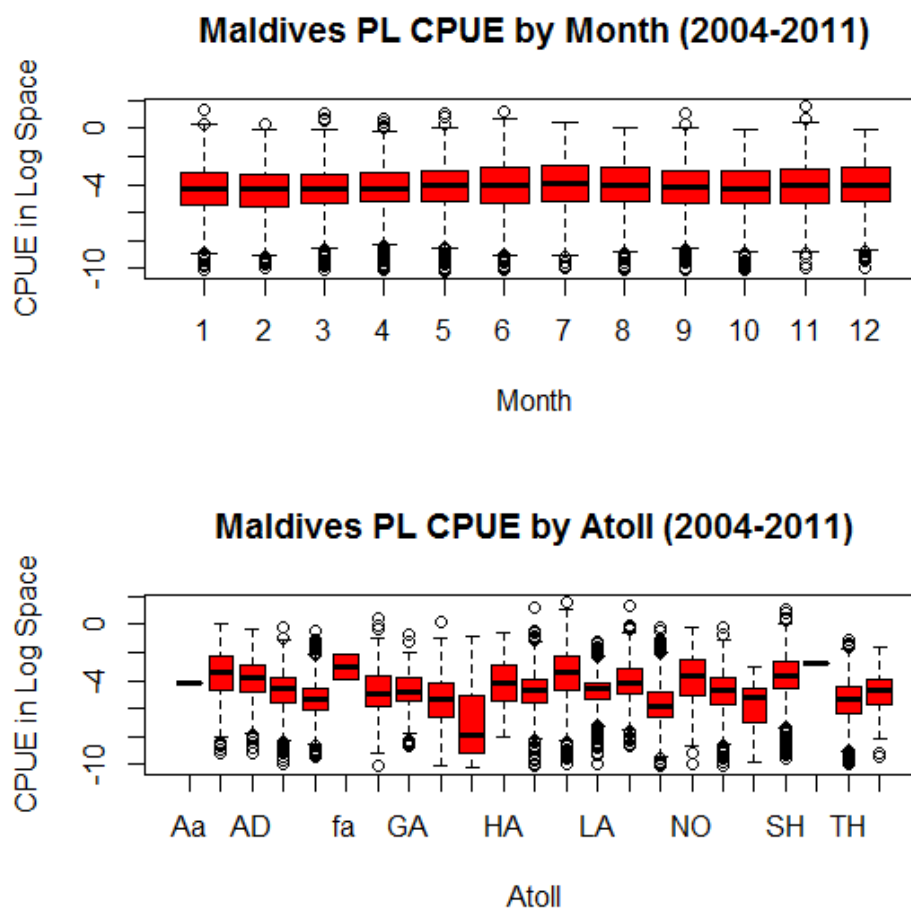 Maldives PL CPUE by Month (2004-2011)
CPUE in Log Space
0
-4
-10
1 2 3 4 5 6 7 8 9 10 11 12
Month
Maldives PL CPUE by Atoll (2004-2011)
CPUE in Log Space
0
-4
-10
Aa AD fa GA HA LA NO SH TH
Atoll